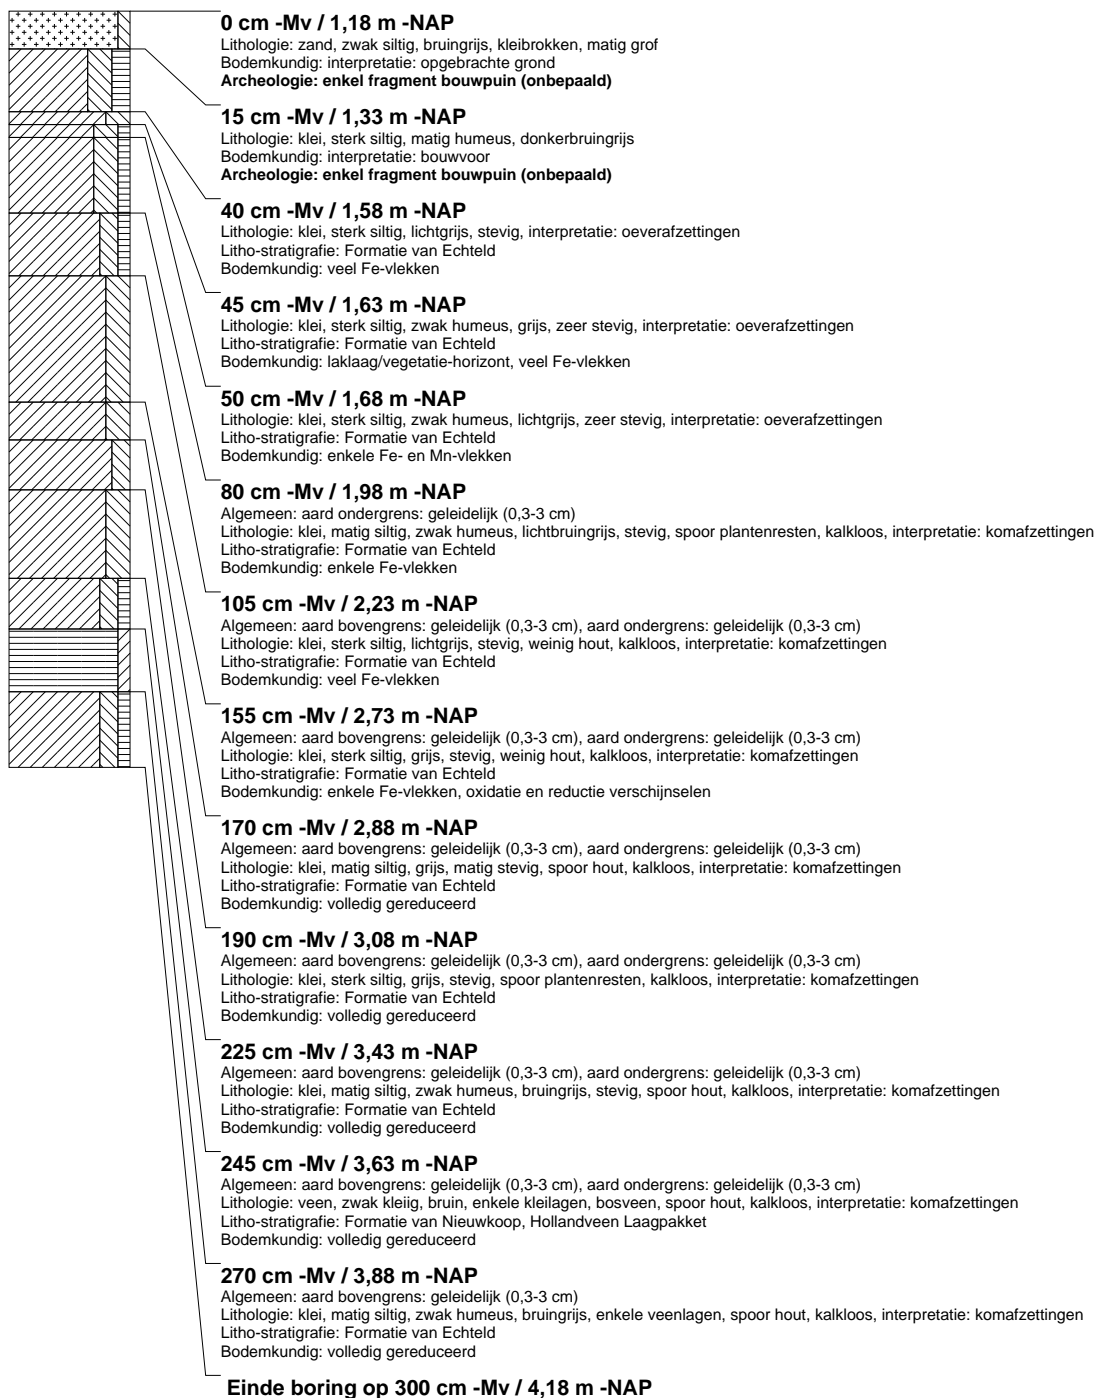 0 cm -Mv / 1,18 m -NAP
Lithologie: zand, zwak siltig, bruingrijs, kleibrokken, matig grof
Bodemkundig: interpretatie: opgebrachte grond
Archeologie: enkel fragment bouwpuin (onbepaald)
15 cm -Mv / 1,33 m -NAP
Lithologie: klei, sterk siltig, matig humeus, donkerbruingrijs
Bodemkundig: interpretatie: bouwvoor
Archeologie: enkel fragment bouwpuin (onbepaald)
40 cm -Mv / 1,58 m -NAP
Lithologie: klei, sterk siltig, lichtgrijs, stevig, interpretatie: oeverafzettingen
Litho-stratigrafie: Formatie van Echteld
Bodemkundig: veel Fe-vlekken
45 cm -Mv / 1,63 m -NAP
Lithologie: klei, sterk siltig, zwak humeus, grijs, zeer stevig, interpretatie: oeverafzettingen
Litho-stratigrafie: Formatie van Echteld
Bodemkundig: laklaag/vegetatie-horizont, veel Fe-vlekken
50 cm -Mv / 1,68 m -NAP
Lithologie: klei, sterk siltig, zwak humeus, lichtgrijs, zeer stevig, interpretatie: oeverafzettingen
Litho-stratigrafie: Formatie van Echteld
Bodemkundig: enkele Fe- en Mn-vlekken
80 cm -Mv / 1,98 m -NAP
Algemeen: aard ondergrens: geleidelijk (0,3-3 cm)
Lithologie: klei, matig siltig, zwak humeus, lichtbruingrijs, stevig, spoor plantenresten, kalkloos, interpretatie: komafzettingen
Litho-stratigrafie: Formatie van Echteld
Bodemkundig: enkele Fe-vlekken
105 cm -Mv / 2,23 m -NAP
Algemeen: aard bovengrens: geleidelijk (0,3-3 cm), aard ondergrens: geleidelijk (0,3-3 cm)
Lithologie: klei, sterk siltig, lichtgrijs, stevig, weinig hout, kalkloos, interpretatie: komafzettingen
Litho-stratigrafie: Formatie van Echteld
Bodemkundig: veel Fe-vlekken
155 cm -Mv / 2,73 m -NAP
Algemeen: aard bovengrens: geleidelijk (0,3-3 cm), aard ondergrens: geleidelijk (0,3-3 cm)
Lithologie: klei, sterk siltig, grijs, stevig, weinig hout, kalkloos, interpretatie: komafzettingen
Litho-stratigrafie: Formatie van Echteld
Bodemkundig: enkele Fe-vlekken, oxidatie en reductie verschijnselen
170 cm -Mv / 2,88 m -NAP
Algemeen: aard bovengrens: geleidelijk (0,3-3 cm), aard ondergrens: geleidelijk (0,3-3 cm)
Lithologie: klei, matig siltig, grijs, matig stevig, spoor hout, kalkloos, interpretatie: komafzettingen
Litho-stratigrafie: Formatie van Echteld
Bodemkundig: volledig gereduceerd
190 cm -Mv / 3,08 m -NAP
Algemeen: aard bovengrens: geleidelijk (0,3-3 cm), aard ondergrens: geleidelijk (0,3-3 cm)
Lithologie: klei, sterk siltig, grijs, stevig, spoor plantenresten, kalkloos, interpretatie: komafzettingen
Litho-stratigrafie: Formatie van Echteld
Bodemkundig: volledig gereduceerd
225 cm -Mv / 3,43 m -NAP
Algemeen: aard bovengrens: geleidelijk (0,3-3 cm), aard ondergrens: geleidelijk (0,3-3 cm)
Lithologie: klei, matig siltig, zwak humeus, bruingrijs, stevig, spoor hout, kalkloos, interpretatie: komafzettingen
Litho-stratigrafie: Formatie van Echteld
Bodemkundig: volledig gereduceerd
245 cm -Mv / 3,63 m -NAP
Algemeen: aard bovengrens: geleidelijk (0,3-3 cm), aard ondergrens: geleidelijk (0,3-3 cm)
Lithologie: veen, zwak kleiig, bruin, enkele kleilagen, bosveen, spoor hout, kalkloos, interpretatie: komafzettingen
Litho-stratigrafie: Formatie van Nieuwkoop, Hollandveen Laagpakket
Bodemkundig: volledig gereduceerd
270 cm -Mv / 3,88 m -NAP
Algemeen: aard bovengrens: geleidelijk (0,3-3 cm)
Lithologie: klei, matig siltig, zwak humeus, bruingrijs, enkele veenlagen, spoor hout, kalkloos, interpretatie: komafzettingen
Litho-stratigrafie: Formatie van Echteld
Bodemkundig: volledig gereduceerd
Einde boring op 300 cm -Mv / 4,18 m -NAP